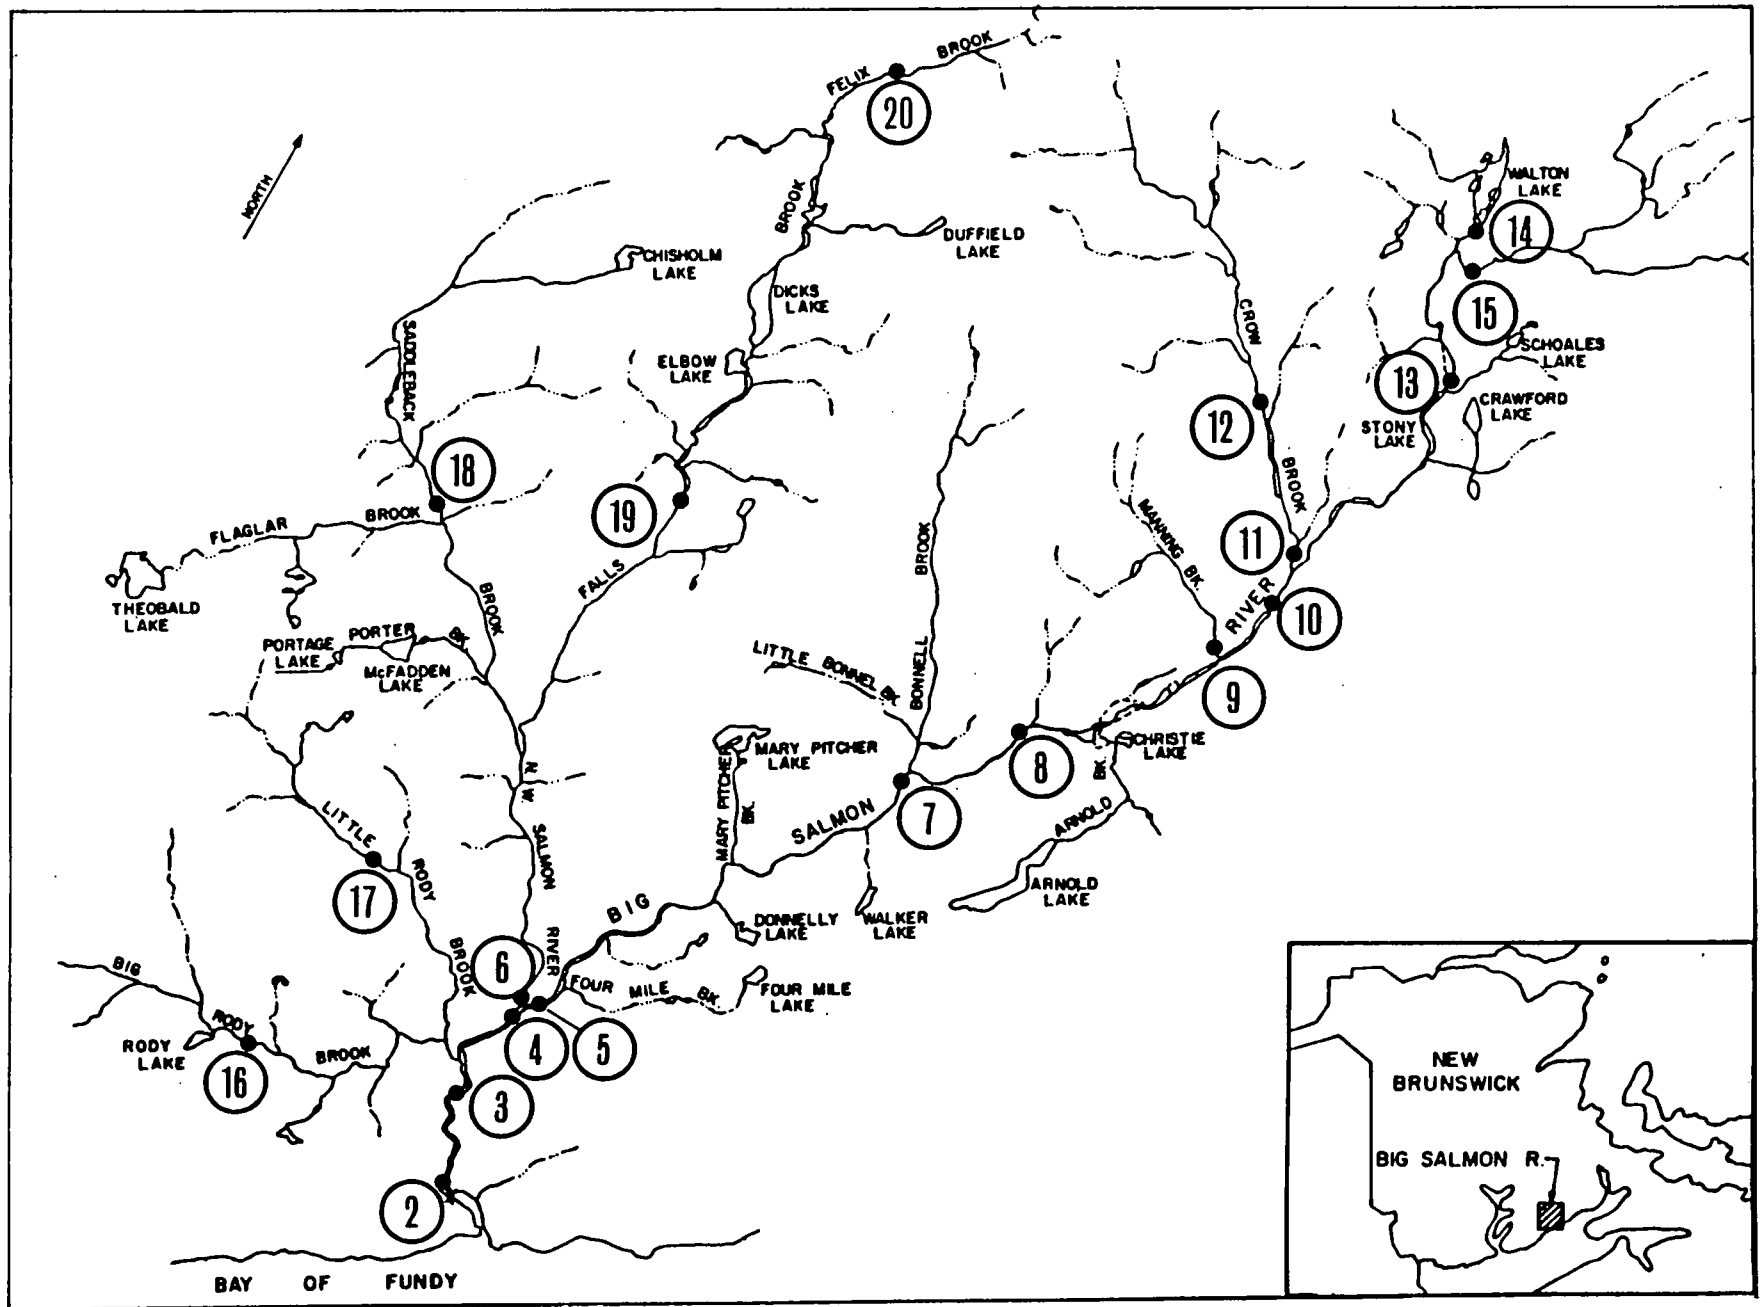 FELIX BROOK
20
NORTH
WALTON
LAKE
14
BROOK
DUFFIELD
LAKE
CHISHOLM
LAKE
DICKS
LAKE
15
SADDLEBACK
CROW
SCHOALES
LAKE
ELBOW
LAKE
13
CRAWFORD
LAKE
12
STONY
LAKE
18
BROOK
19
MANNING BK.
FLAGLAR BROOK
11
BROOK
FALLS
THEOBALD
LAKE
BROOK
RIVER
10
PORTAGE
LAKE
PORTER BK.
McFADDEN
LAKE
LITTLE BONNEL BK
BONNELL
9
MARY PITCHER
LAKE
CHRISTIE
LAKE
8
N. W.
MARY PITCHER BK.
BK.
7
SALMON
ARNOLD
LITTLE
SALMON
17
RODY
ARNOLD
LAKE
BIG
DONNELLY
LAKE
WALKER
LAKE
BROOK
RIVER
6
BIG
FOUR MILE BK.
FOUR MILE
LAKE
RODY
RODY
LAKE
BROOK
4
5
16
3
NEW
BRUNSWICK
BIG SALMON R.
2
BAY OF FUNDY